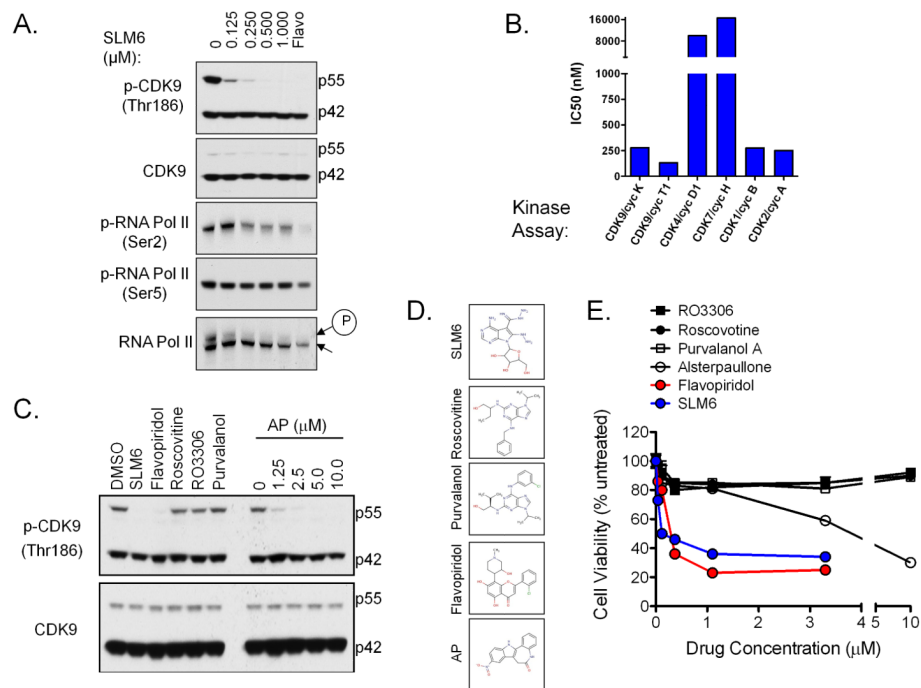 A.
SLM6
(μM):
0 0.125 0.250 0.500 1.000 Flavo
p-CDK9
(Thr186)
p55
p42
CDK9
p55
p42
p-RNA Pol II
(Ser2)
p-RNA Pol II
(Ser5)
RNA Pol II
P
B.
IC50 (nM)
16000
8000
1000
750
500
250
0
CDK9/cyc K
CDK9/cyc T1
CDK4/cyc D1
CDK7/cyc H
CDK1/cyc B
CDK2/cyc A
Kinase
Assay:
C.
DMSO SLM6 Flavopiridol Roscovitine RO3306 Purvalanol
AP (μM)
0 1.25 2.5 5.0 10.0
p-CDK9
(Thr186)
p55
p42
CDK9
p55
p42
D.
SLM6
Roscovitine
Purvalanol
Flavopiridol
AP
E.
RO3306
Roscovotine
Purvalanol A
Alsterpaullone
Flavopiridol
SLM6
Cell Viability (% untreated)
120
100
80
60
40
20
0
0 1 2 3 4 5 10
Drug Concentration (μM)